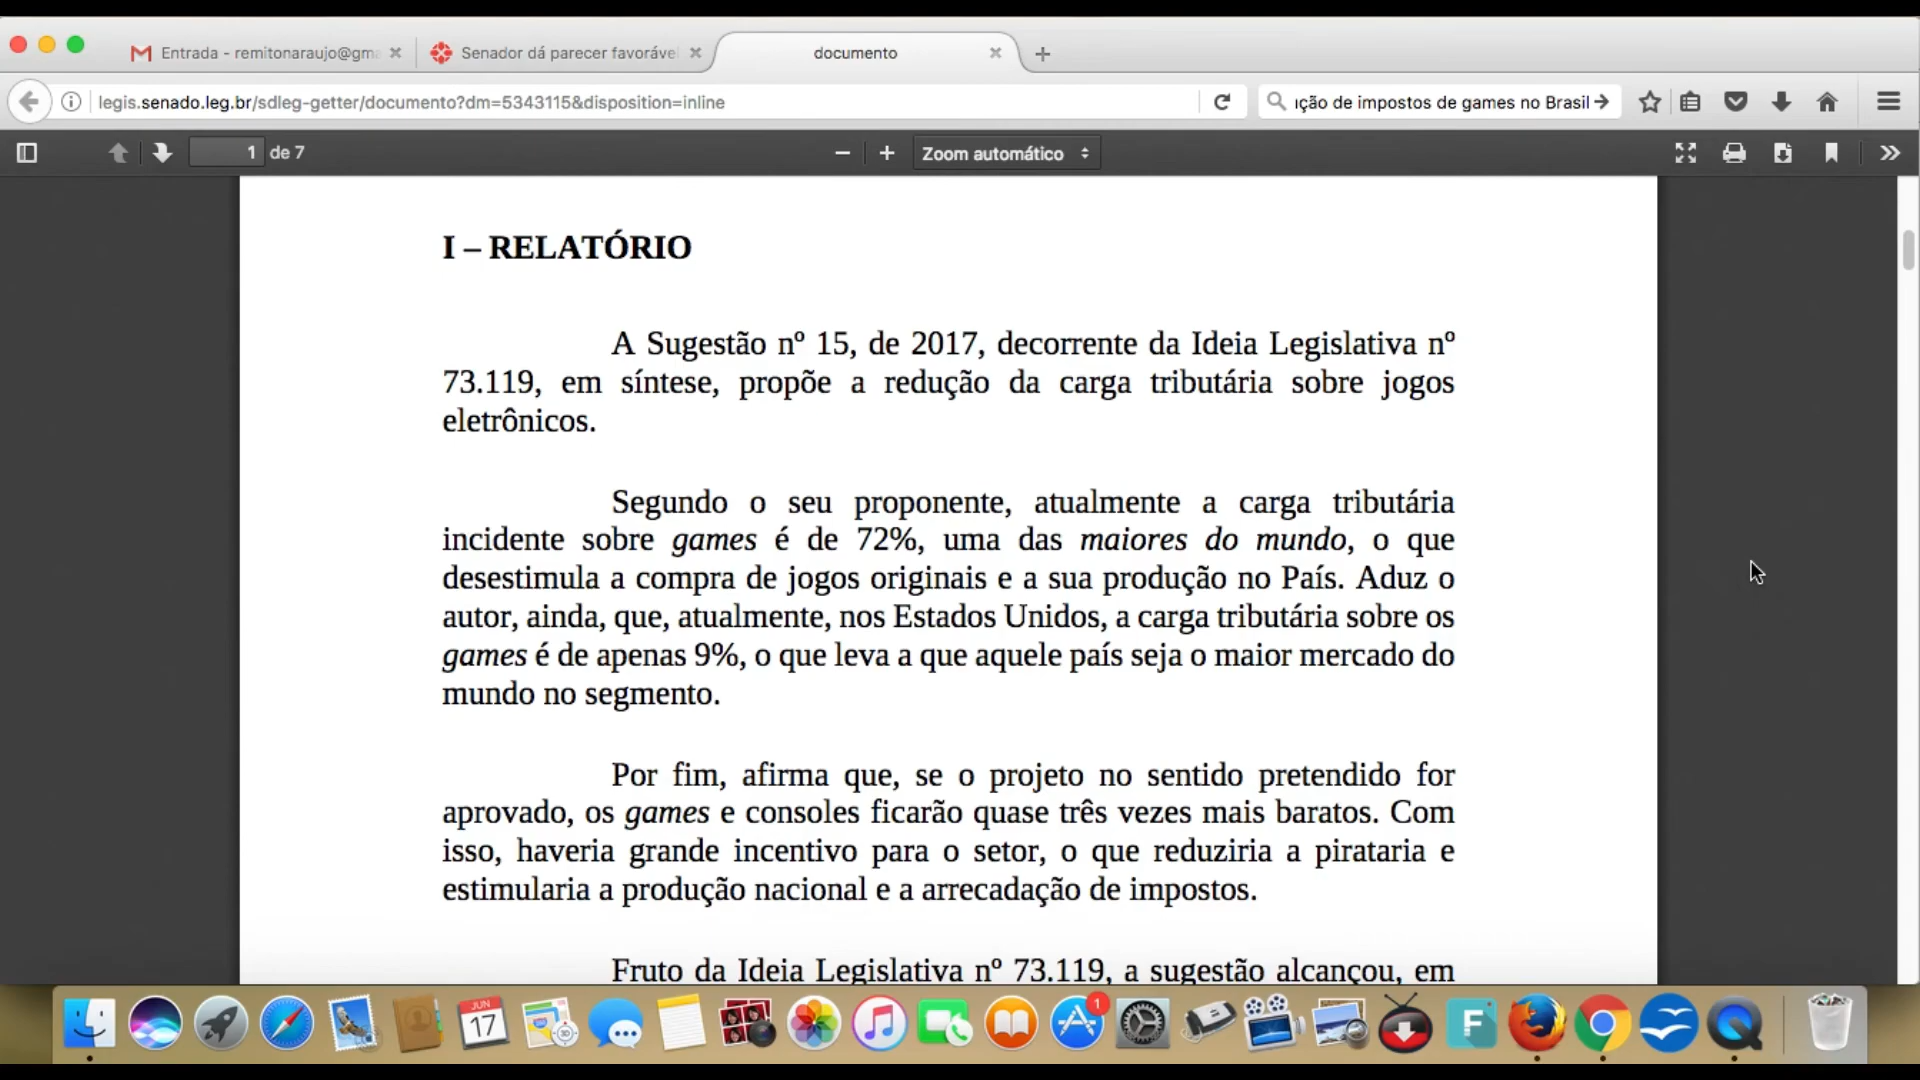 Entrada - remitonaraujo@gma
Senador dá parecer favoráve
documento
legis.senado.leg.br/sdleg-getter/documento?dm=5343115&disposition=inline
ıção de impostos de games no Brasil
1 de 7
Zoom automático
I – RELATÓRIO
A Sugestão nº 15, de 2017, decorrente da Ideia Legislativa nº
73.119, em síntese, propõe a redução da carga tributária sobre jogos
eletrônicos.
Segundo o seu proponente, atualmente a carga tributária
incidente sobre games é de 72%, uma das maiores do mundo, o que
desestimula a compra de jogos originais e a sua produção no País. Aduz o
autor, ainda, que, atualmente, nos Estados Unidos, a carga tributária sobre os
games é de apenas 9%, o que leva a que aquele país seja o maior mercado do
mundo no segmento.
Por fim, afirma que, se o projeto no sentido pretendido for
aprovado, os games e consoles ficarão quase três vezes mais baratos. Com
isso, haveria grande incentivo para o setor, o que reduziria a pirataria e
estimularia a produção nacional e a arrecadação de impostos.
Fruto da Ideia Legislativa nº 73.119, a sugestão alcançou, em
JUN
17
3D
1
F